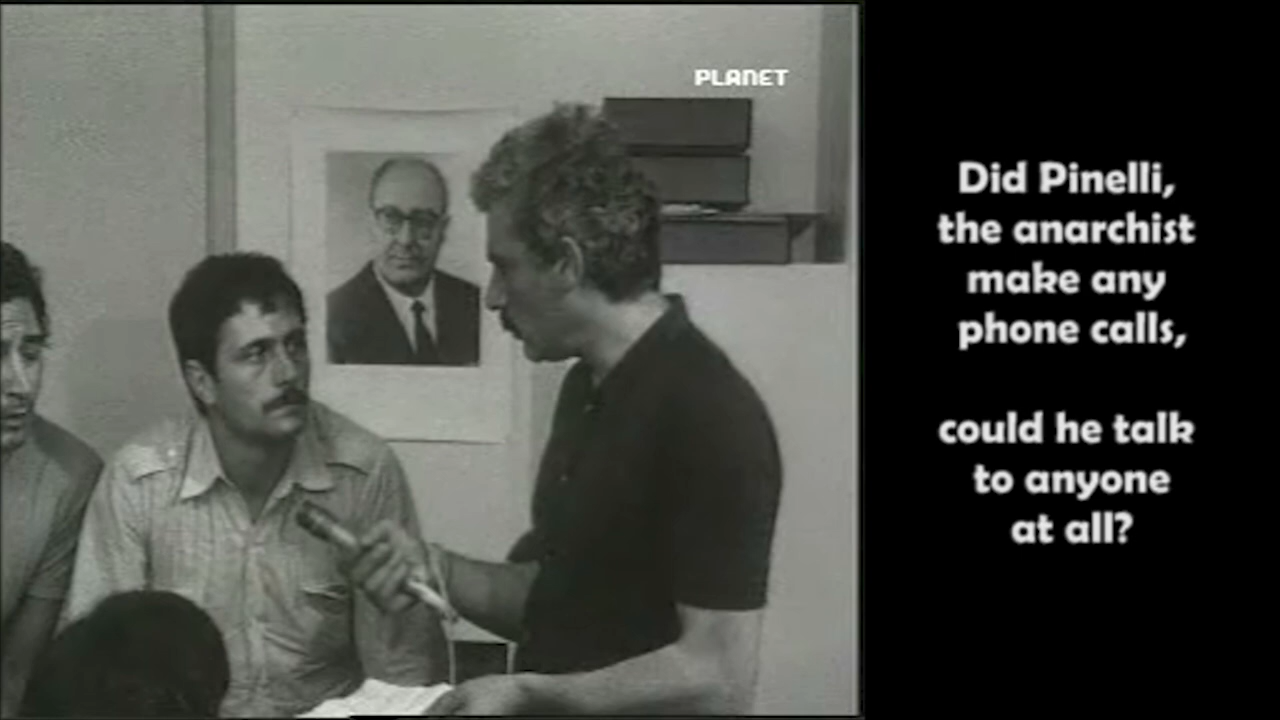 PLANET
Did Pinelli,
the anarchist
make any
phone calls,
could he talk
to anyone
at all?